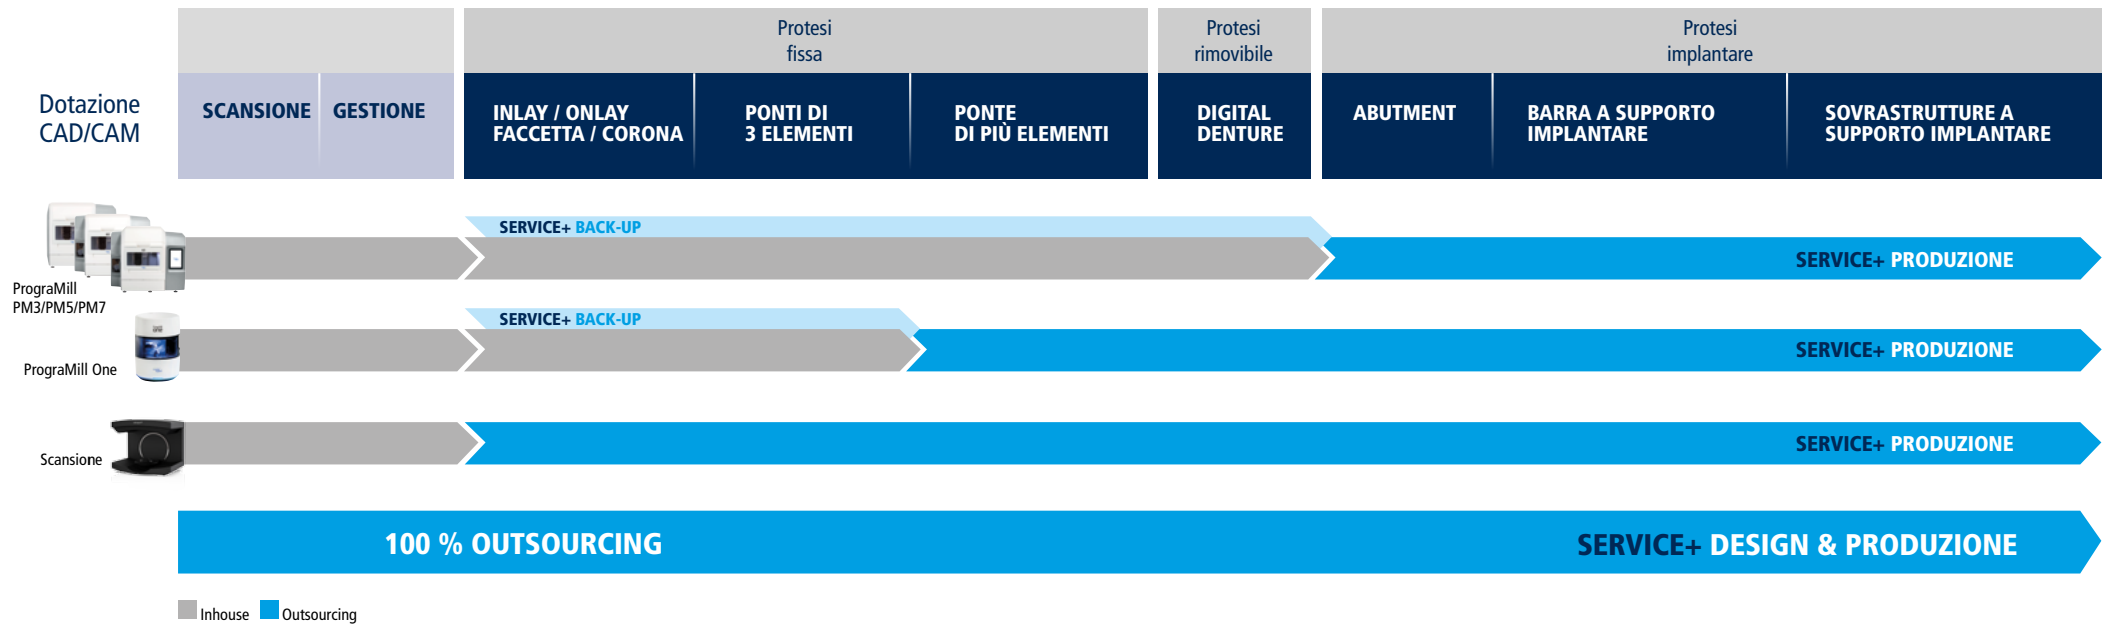 Protesi
fissa
Protesi
rimovibile
Protesi
implantare
Dotazione
CAD/CAM
SCANSIONE
GESTIONE
INLAY / ONLAY
FACCETTA / CORONA
PONTI DI
3 ELEMENTI
PONTE
DI PIÙ ELEMENTI
DIGITAL
DENTURE
ABUTMENT
BARRA A SUPPORTO
IMPLANTARE
SOVRASTRUTTURE A
SUPPORTO IMPLANTARE
SERVICE+ BACK-UP
SERVICE+ PRODUZIONE
PrograMill
PM3/PM5/PM7
SERVICE+ BACK-UP
SERVICE+ PRODUZIONE
PrograMill One
SERVICE+ PRODUZIONE
Scansione
100 % OUTSOURCING
SERVICE+ DESIGN & PRODUZIONE
Inhouse
Outsourcing